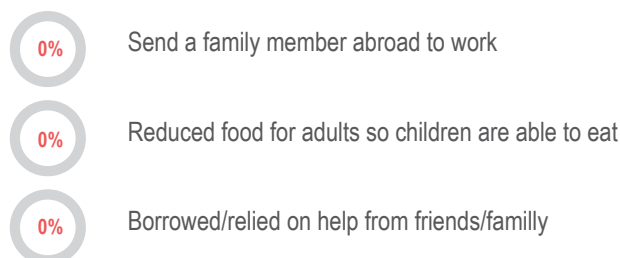 0% Send a family member abroad to work
0% Reduced food for adults so children are able to eat
0% Borrowed/relied on help from friends/familly